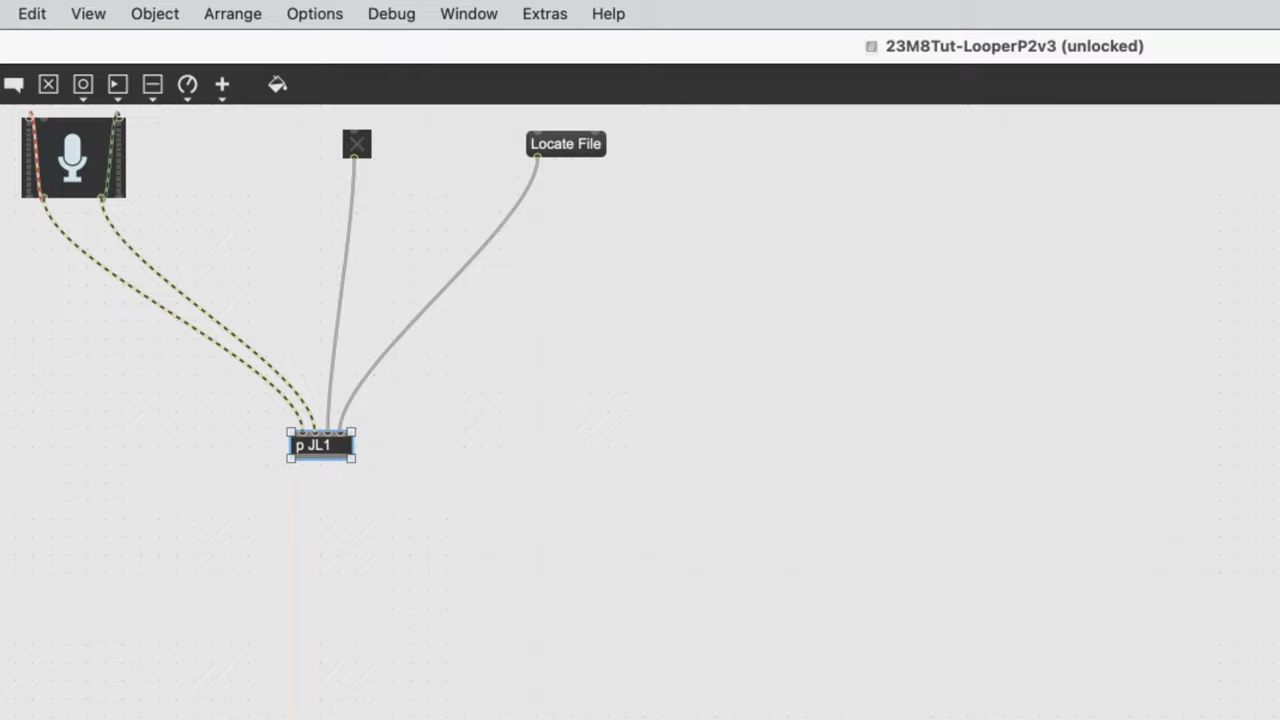 Edit View Object Arrange Options Debug Window Extras Help
23M8Tut-LooperP2v3 (unlocked)
Locate File
p JL1